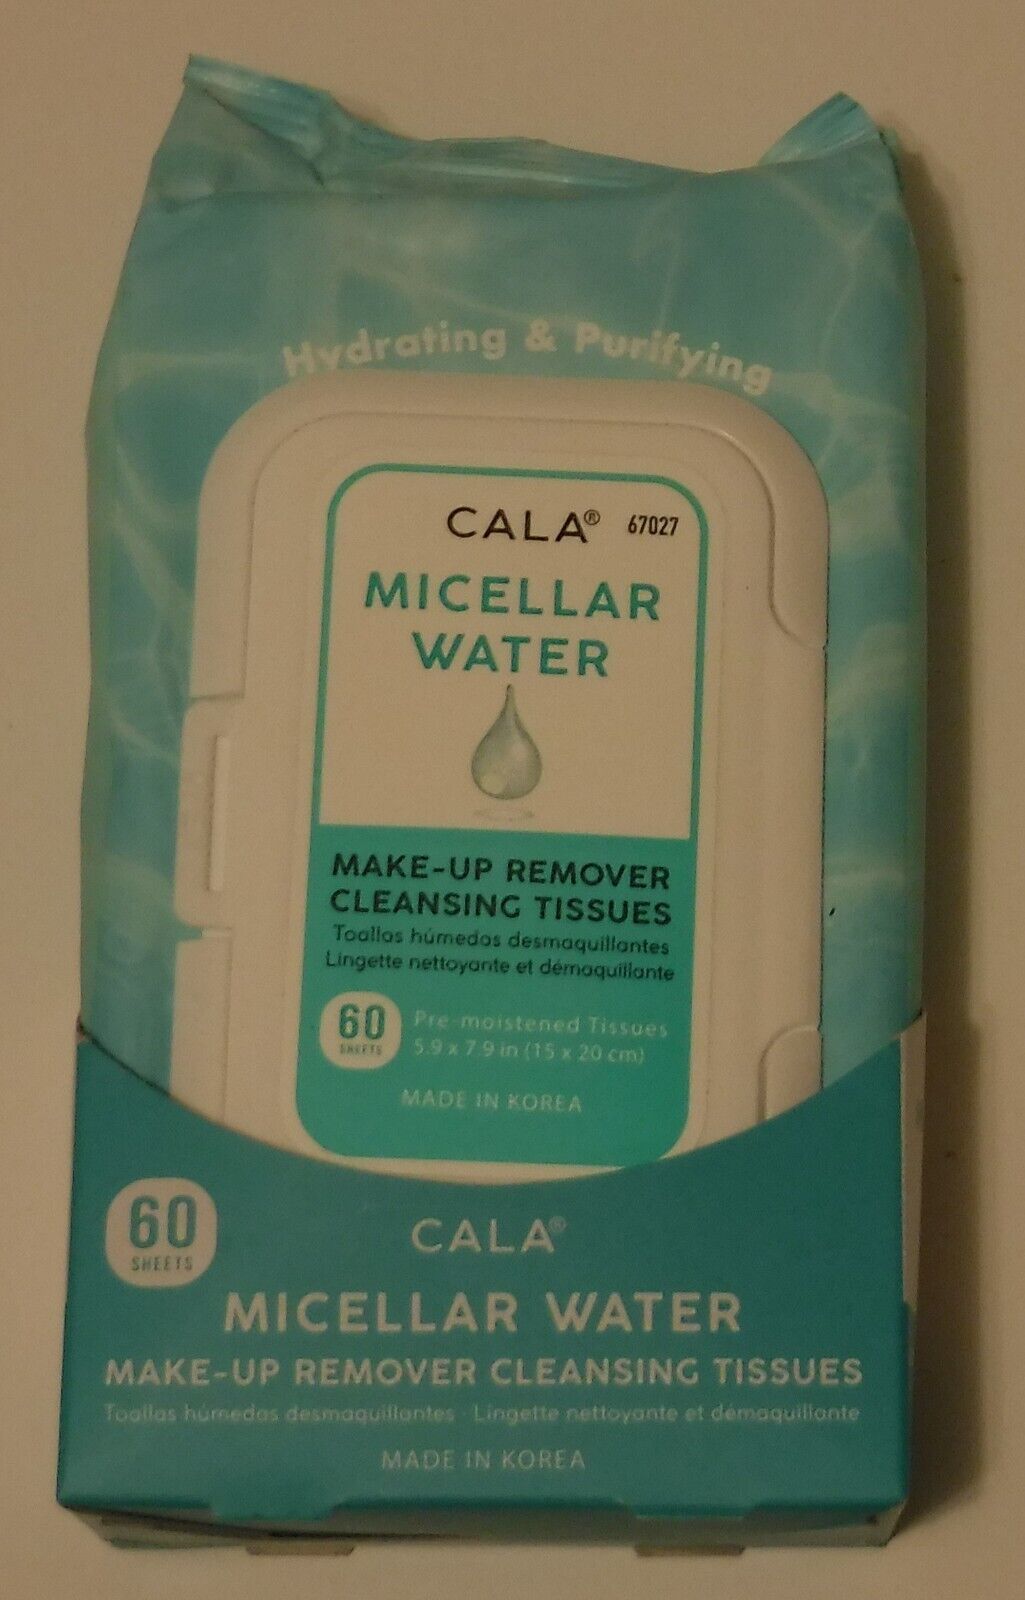 Hydrating & Purifying
CALA® 67027
MICELLAR
WATER
MAKE-UP REMOVER
CLEANSING TISSUES
Toallas húmedas desmaquillantes
Lingette nettoyante et démaquillante
60
SHEETS
Pre-moistened Tissues
5.9 x 7.9 in (15 x 20 cm)
MADE IN KOREA
60
SHEETS
CALA®
MICELLAR WATER
MAKE-UP REMOVER CLEANSING TISSUES
Toallas húmedas desmaquillantes · Lingette nettoyante et démaquillante
MADE IN KOREA